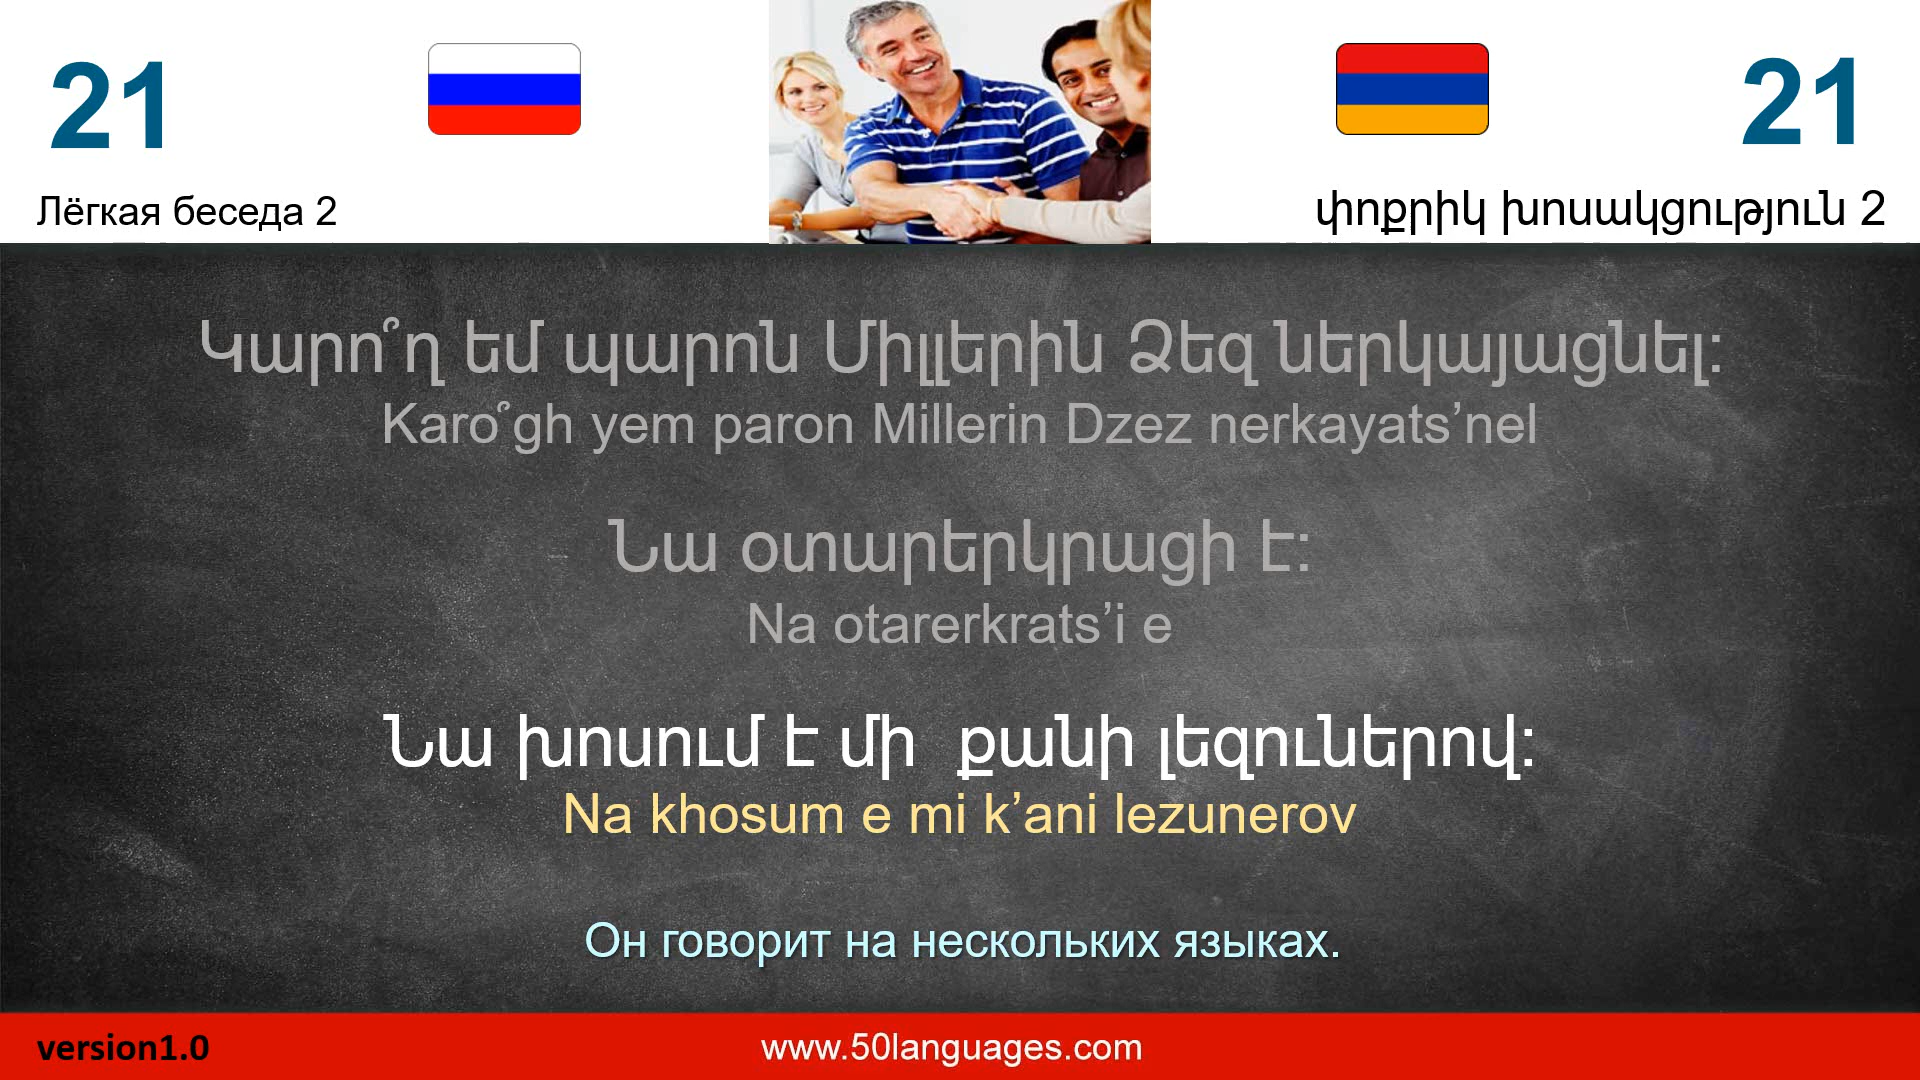 21
21
Лёгкая беседа 2
փոքրիկ խոսակցություն 2
Կարո՞ղ եմ պարոն Միլլերին Ձեզ ներկայացնել:
Karo՞gh yem paron Millerin Dzez nerkayats’nel
Նա օտարերկրացի է:
Na otarerkrats’i e
Նա խոսում է մի  քանի լեզուներով:
Na khosum e mi k’ani lezunerov
Он говорит на нескольких языках.
version1.0
www.50languages.com